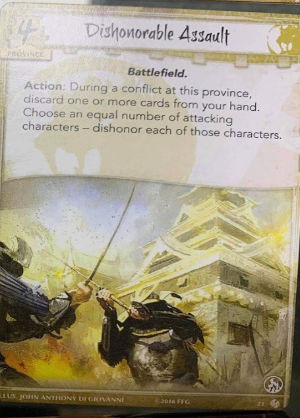 4
Dishonorable Assault
PROVINCE
Battlefield.
Action: During a conflict at this province,
discard one or more cards from your hand.
Choose an equal number of attacking
characters – dishonor each of those characters.
ILLUS. JOHN ANTHONY DI GIOVANNI
©2018 FFG